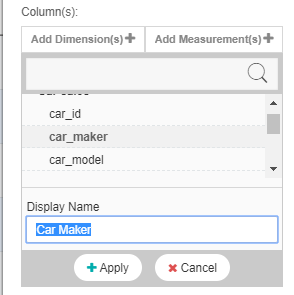 Column(s):
Add Dimension(s)+ Add Measurement(s)+
car_id
car_maker
car_model
Display Name
Car Maker
+ Apply × Cancel